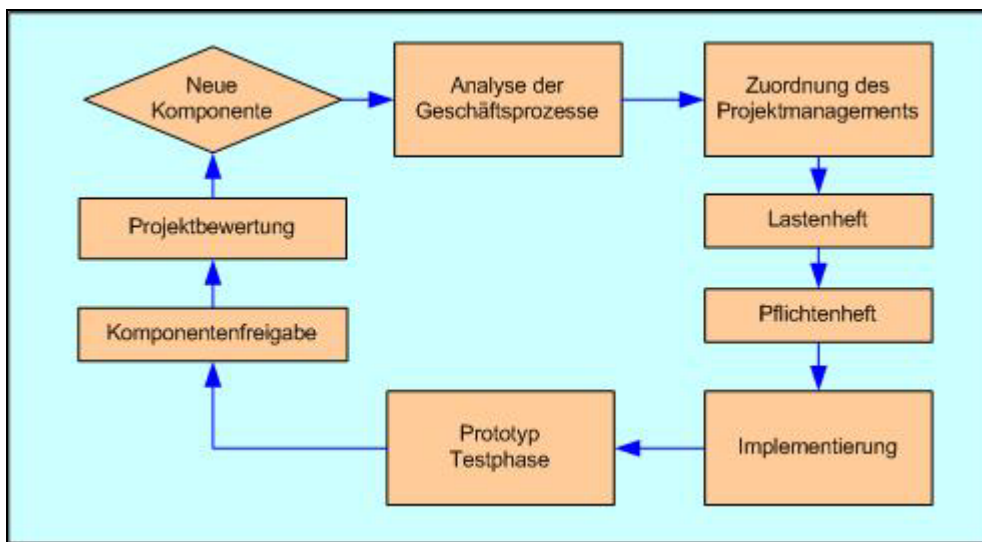 Neue
Komponente
Analyse der
Geschäftsprozesse
Zuordnung des
Projektmanagements
Lastenheft
Pflichtenheft
Implementierung
Prototyp
Testphase
Komponentenfreigabe
Projektbewertung